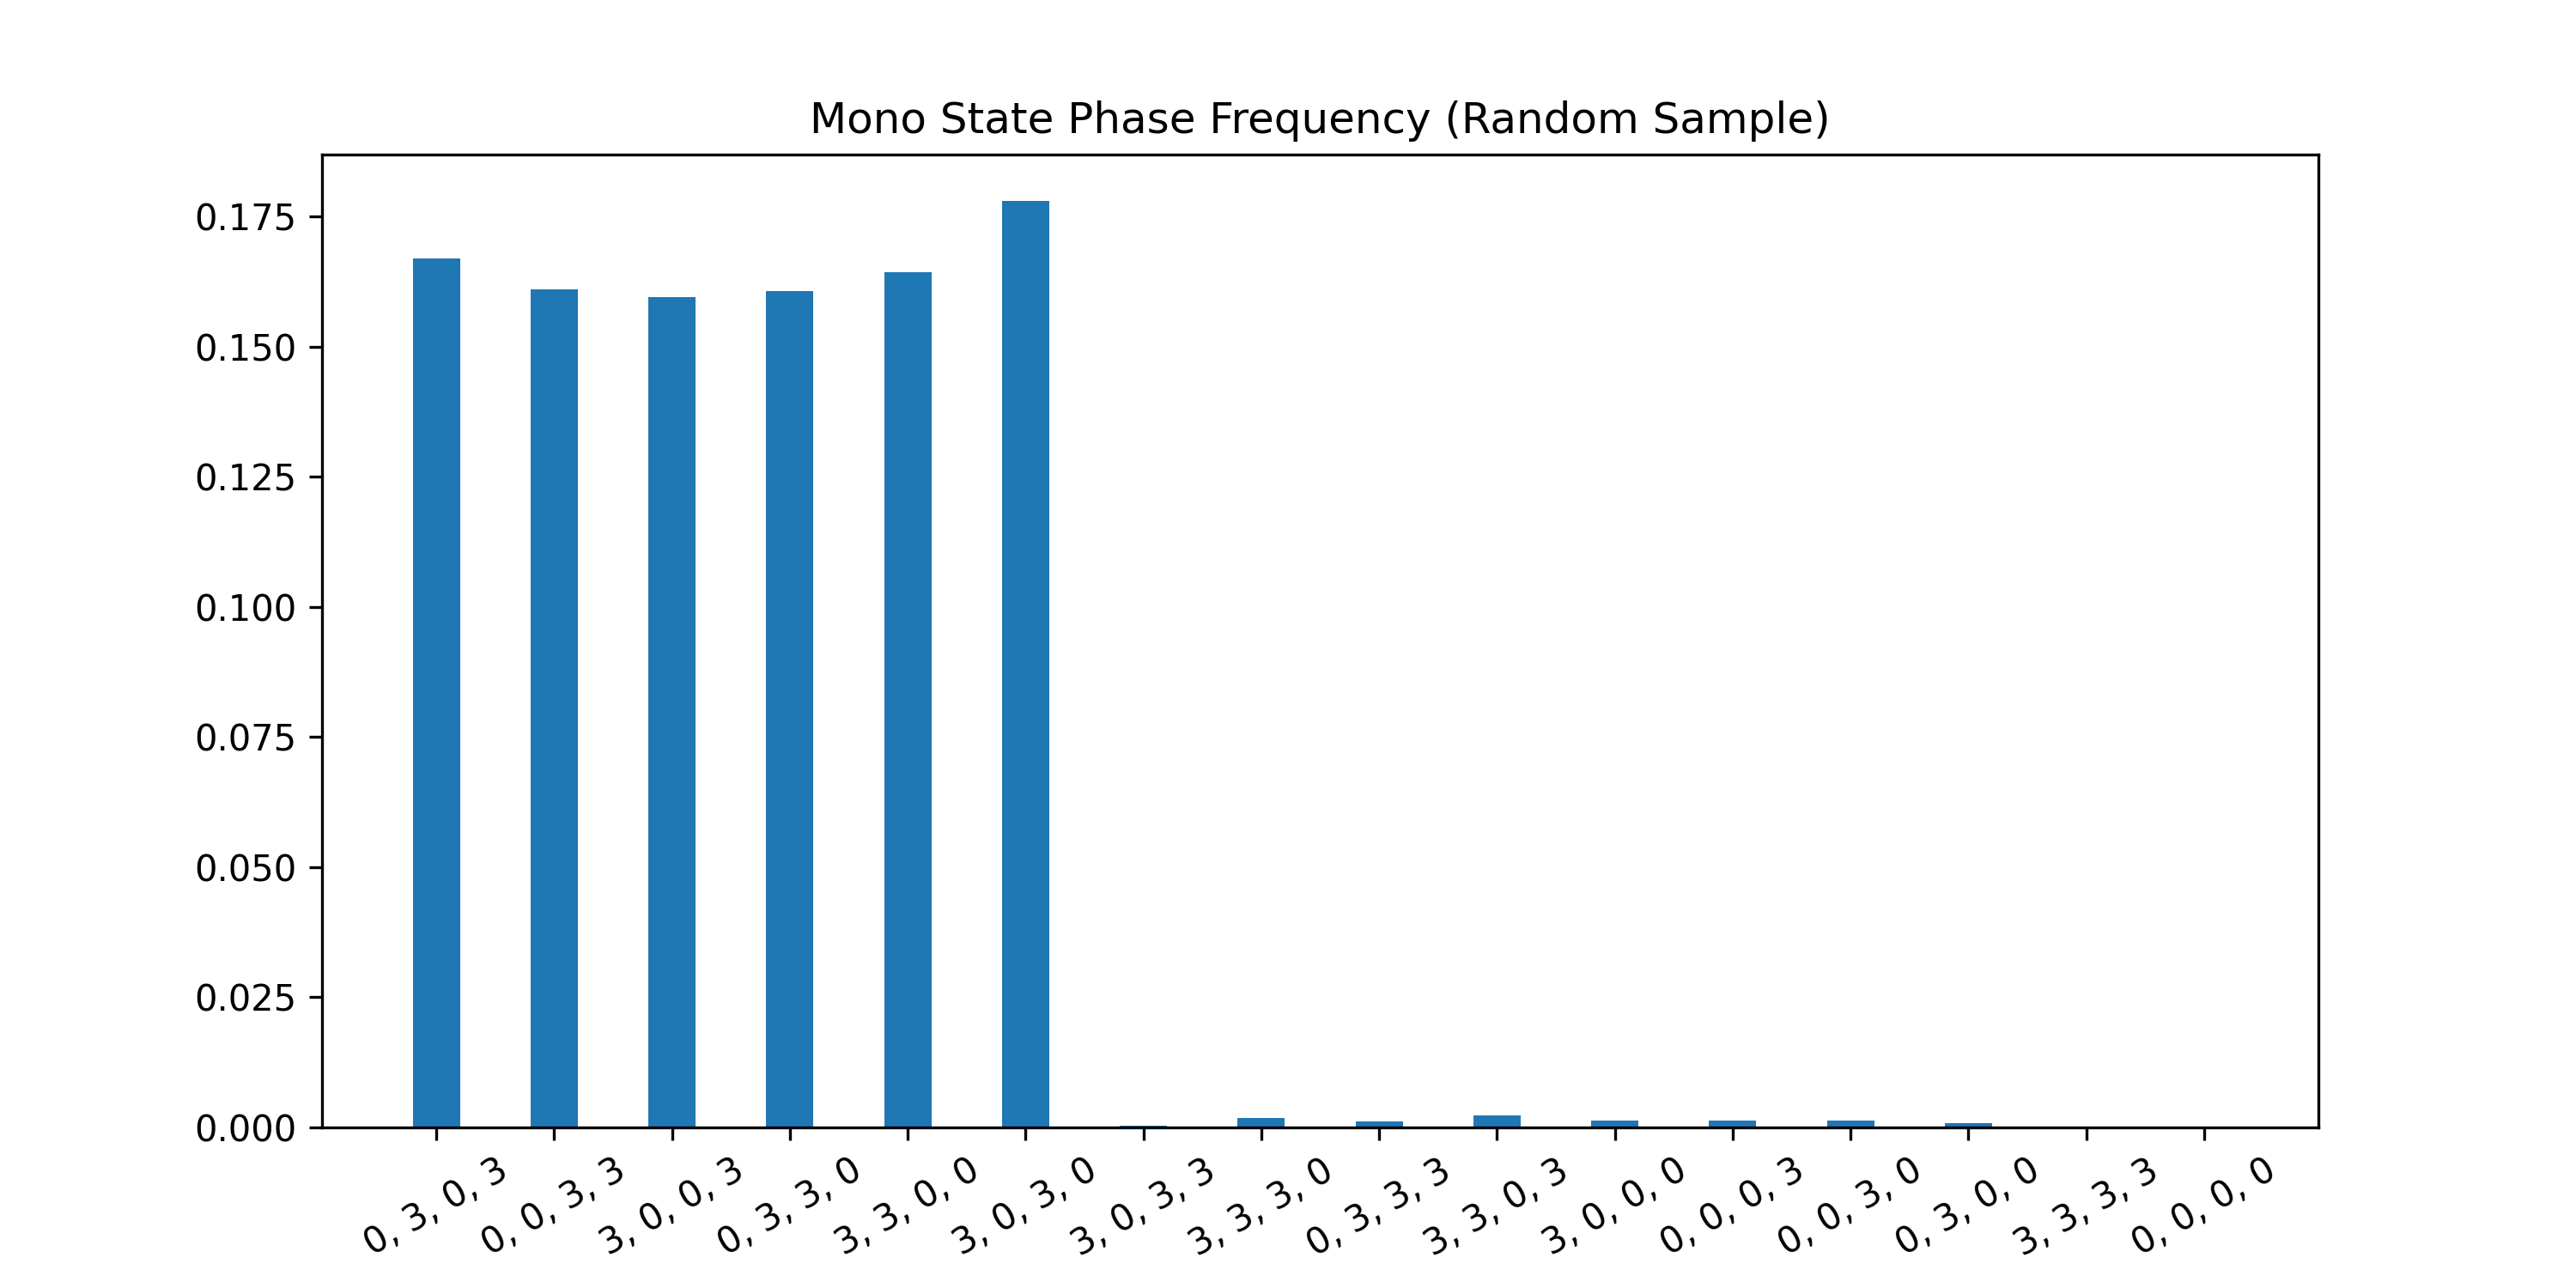 Mono State Phase Frequency (Random Sample)
0.175
0.150
0.125
0.100
0.075
0.050
0.025
0.000
0, 3, 0, 3
0, 0, 3, 3
3, 0, 0, 3
0, 3, 3, 0
3, 3, 0, 0
3, 0, 3, 0
3, 0, 3, 3
3, 3, 3, 0
0, 3, 3, 3
3, 3, 0, 3
3, 0, 0, 0
0, 0, 0, 3
0, 0, 3, 0
0, 3, 0, 0
3, 3, 3, 3
0, 0, 0, 0